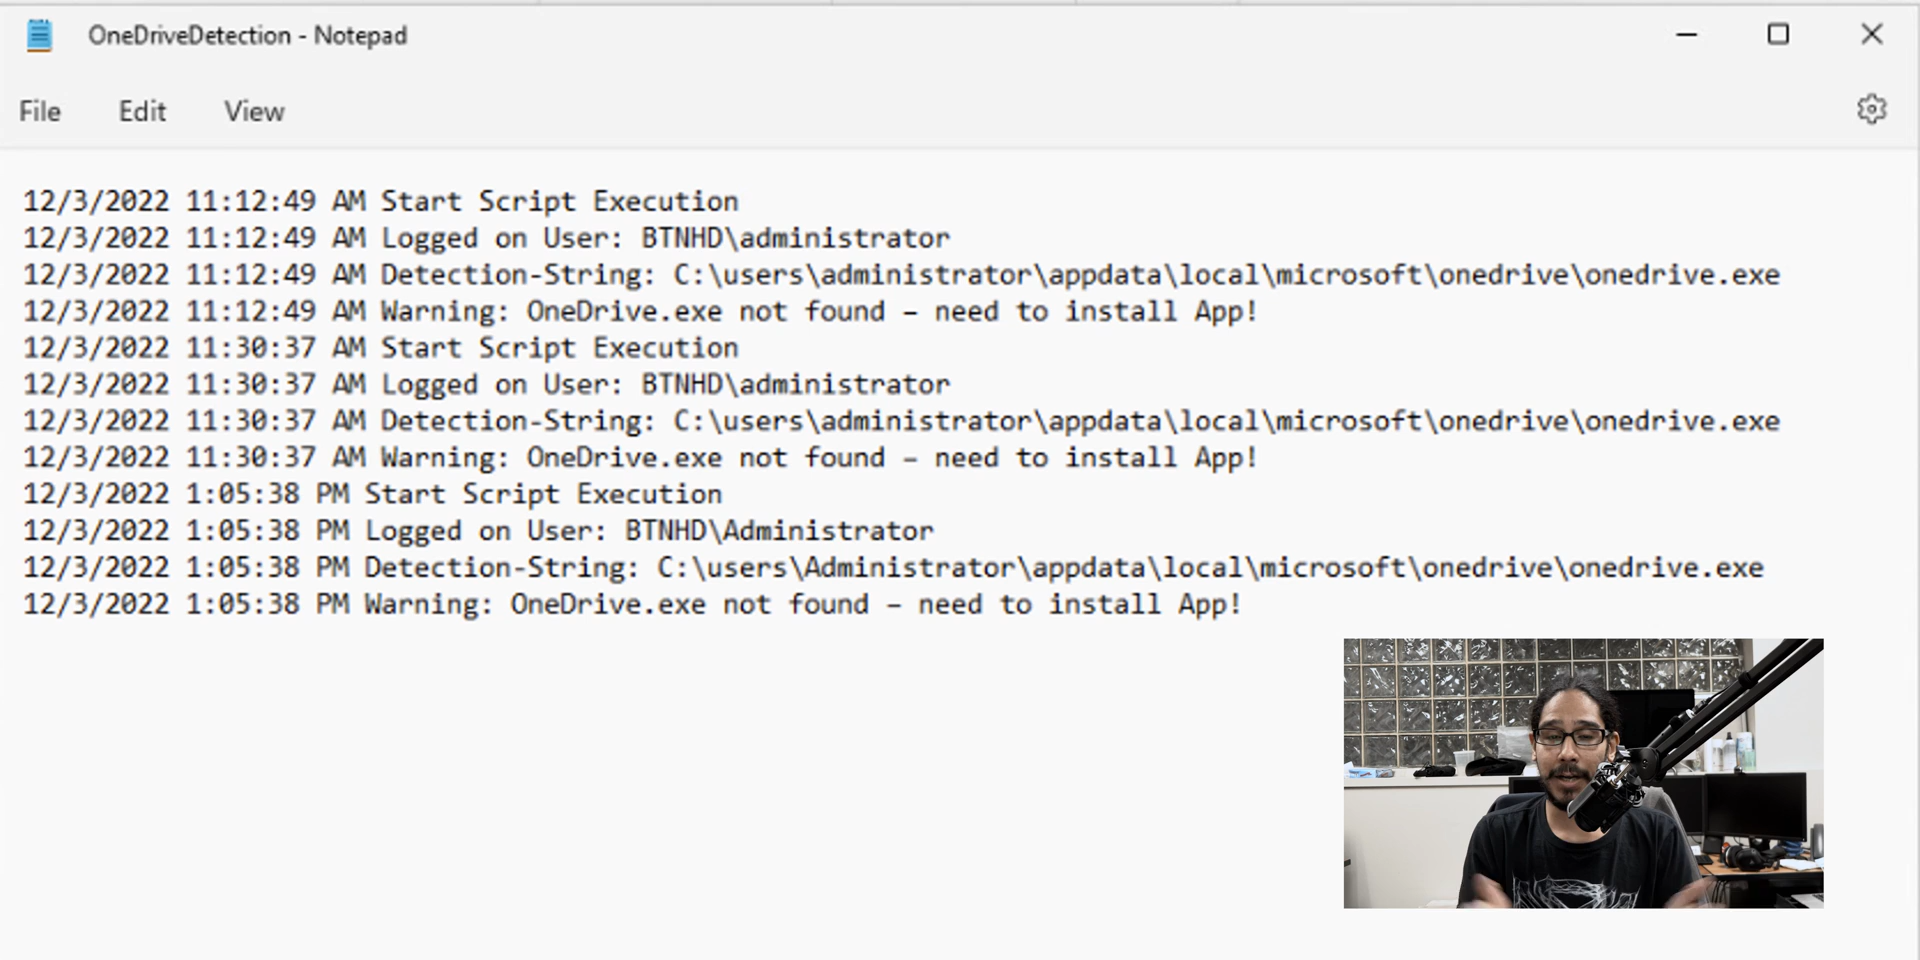 OneDriveDetection - Notepad
File Edit View
12/3/2022 11:12:49 AM Start Script Execution
12/3/2022 11:12:49 AM Logged on User: BTNHD\administrator
12/3/2022 11:12:49 AM Detection-String: C:\users\administrator\appdata\local\microsoft\onedrive\onedrive.exe
12/3/2022 11:12:49 AM Warning: OneDrive.exe not found – need to install App!
12/3/2022 11:30:37 AM Start Script Execution
12/3/2022 11:30:37 AM Logged on User: BTNHD\administrator
12/3/2022 11:30:37 AM Detection-String: C:\users\administrator\appdata\local\microsoft\onedrive\onedrive.exe
12/3/2022 11:30:37 AM Warning: OneDrive.exe not found – need to install App!
12/3/2022 1:05:38 PM Start Script Execution
12/3/2022 1:05:38 PM Logged on User: BTNHD\Administrator
12/3/2022 1:05:38 PM Detection-String: C:\users\Administrator\appdata\local\microsoft\onedrive\onedrive.exe
12/3/2022 1:05:38 PM Warning: OneDrive.exe not found – need to install App!